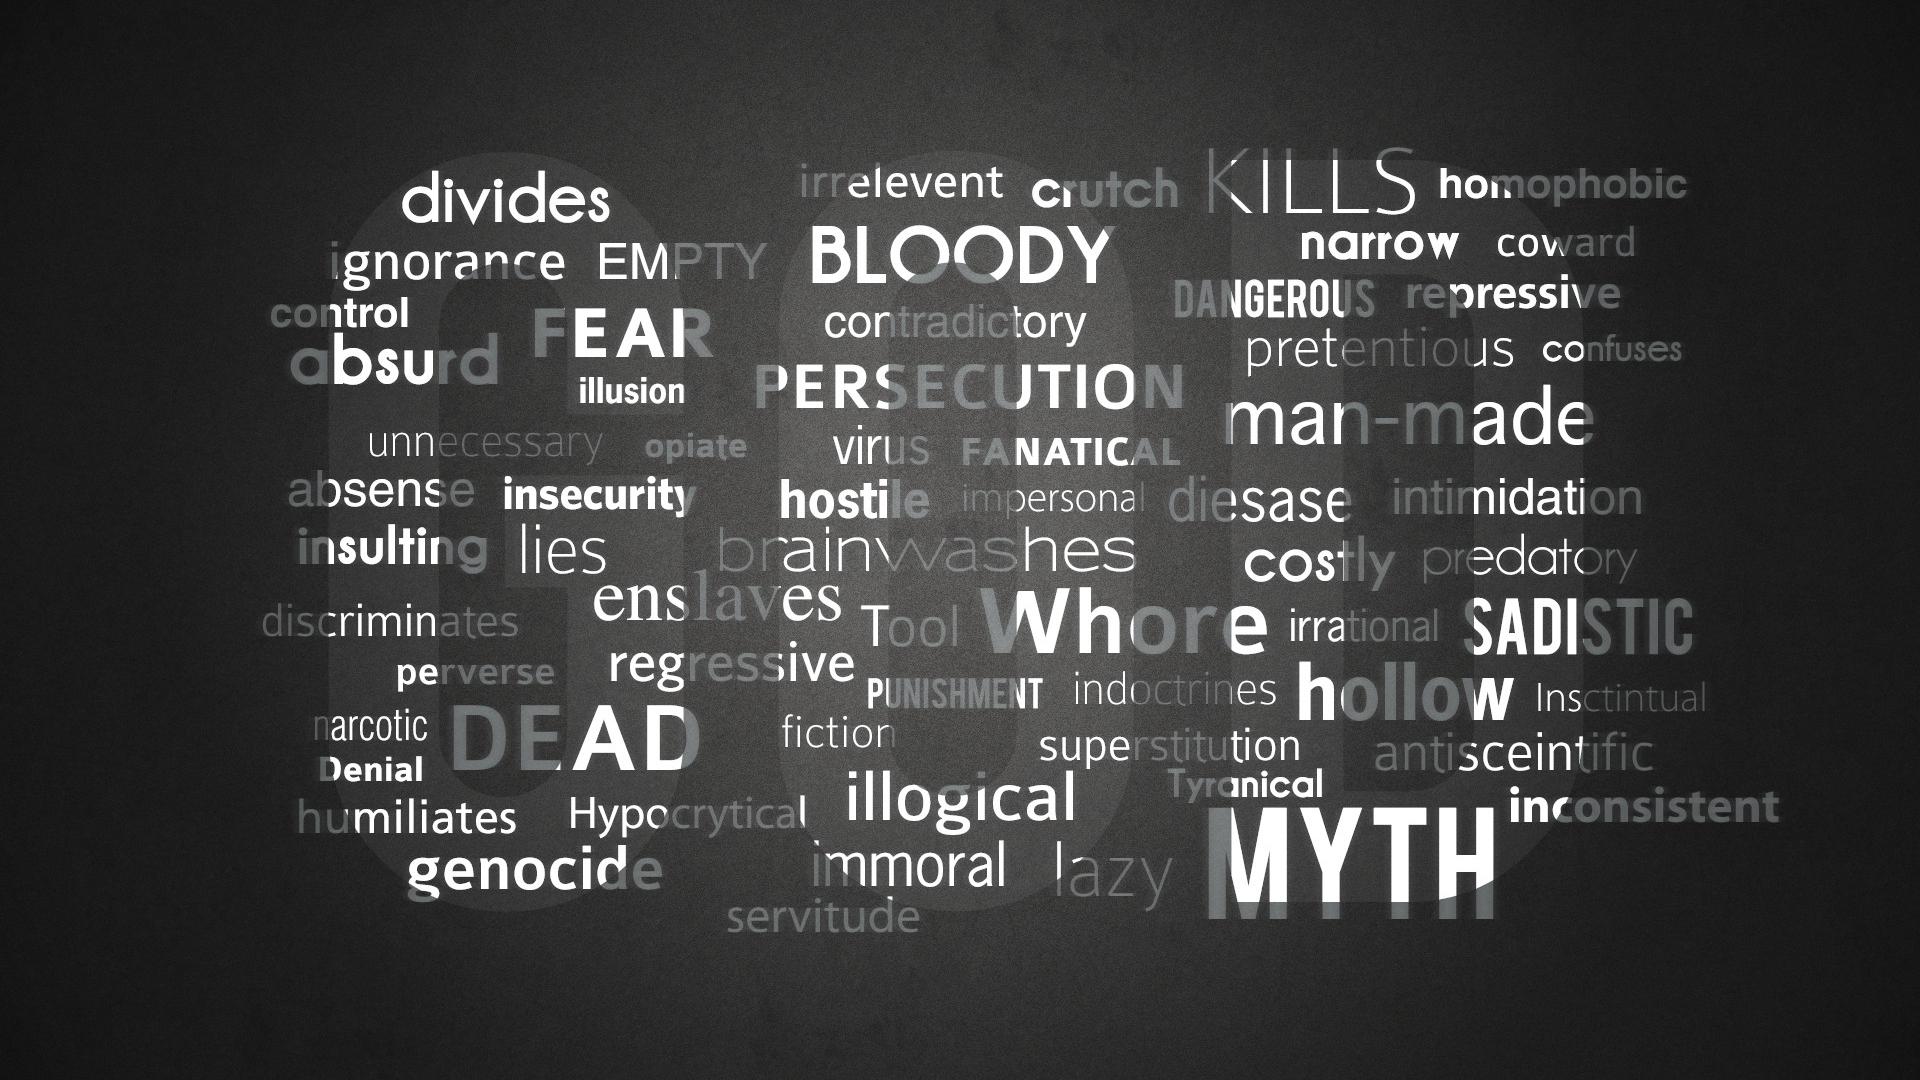 GOD
divides
irrelevent crutch KILLS homophobic
ignorance EMPTY BLOODY narrow coward
control FEAR contradictory DANGEROUS repressive
absurd illusion PERSECUTION pretentious confuses
man-made
unnecessary opiate virus FANATICAL
absense insecurity hostile impersonal diesase intimidation
insulting lies brainwashes costly predatory
discriminates enslaves Tool Whore irrational SADISTIC
perverse regressive PUNISHMENT indoctrines hollow Insctintual
narcotic DEAD fiction superstitution antisceintific
Denial Tyranical
humiliates Hypocrytical illogical MYTH inconsistent
genocide immoral lazy
servitude